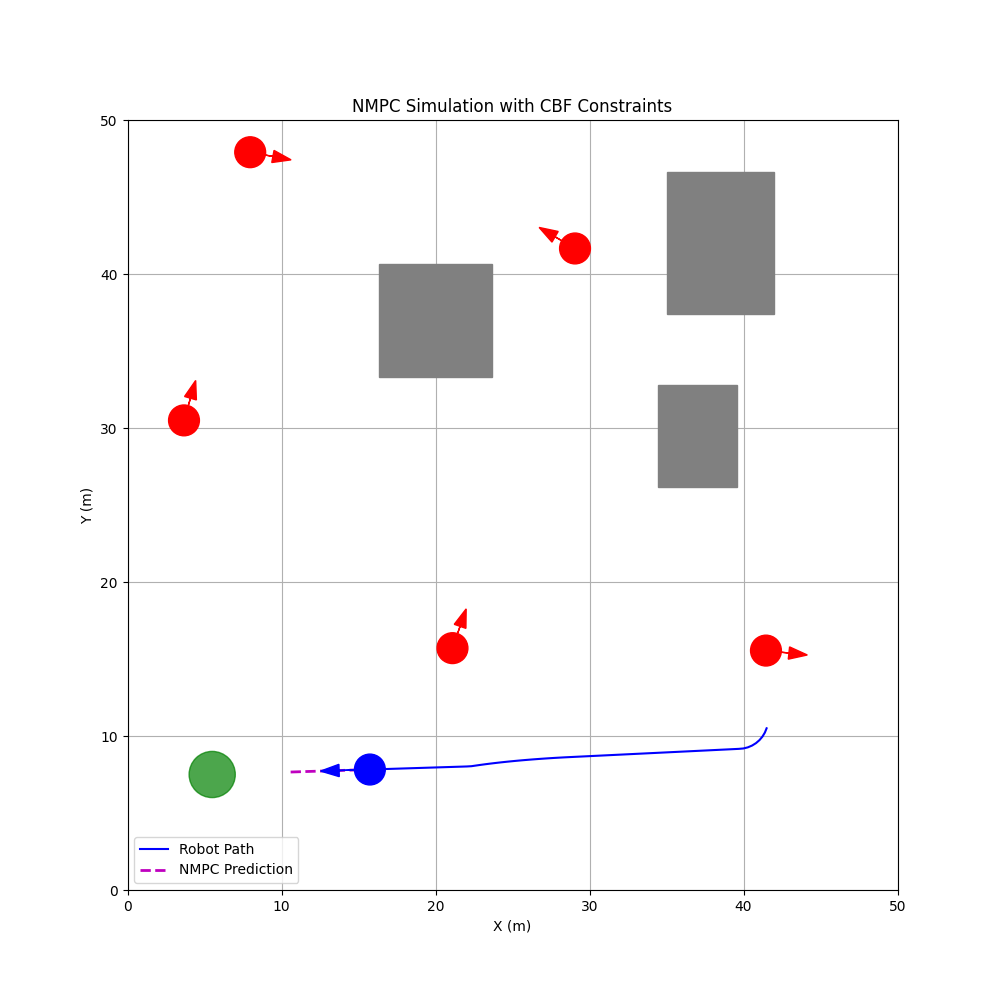 NMPC Simulation with CBF Constraints
50
40
30
20
10
0
Y (m)
Robot Path
NMPC Prediction
0 10 20 30 40 50
X (m)